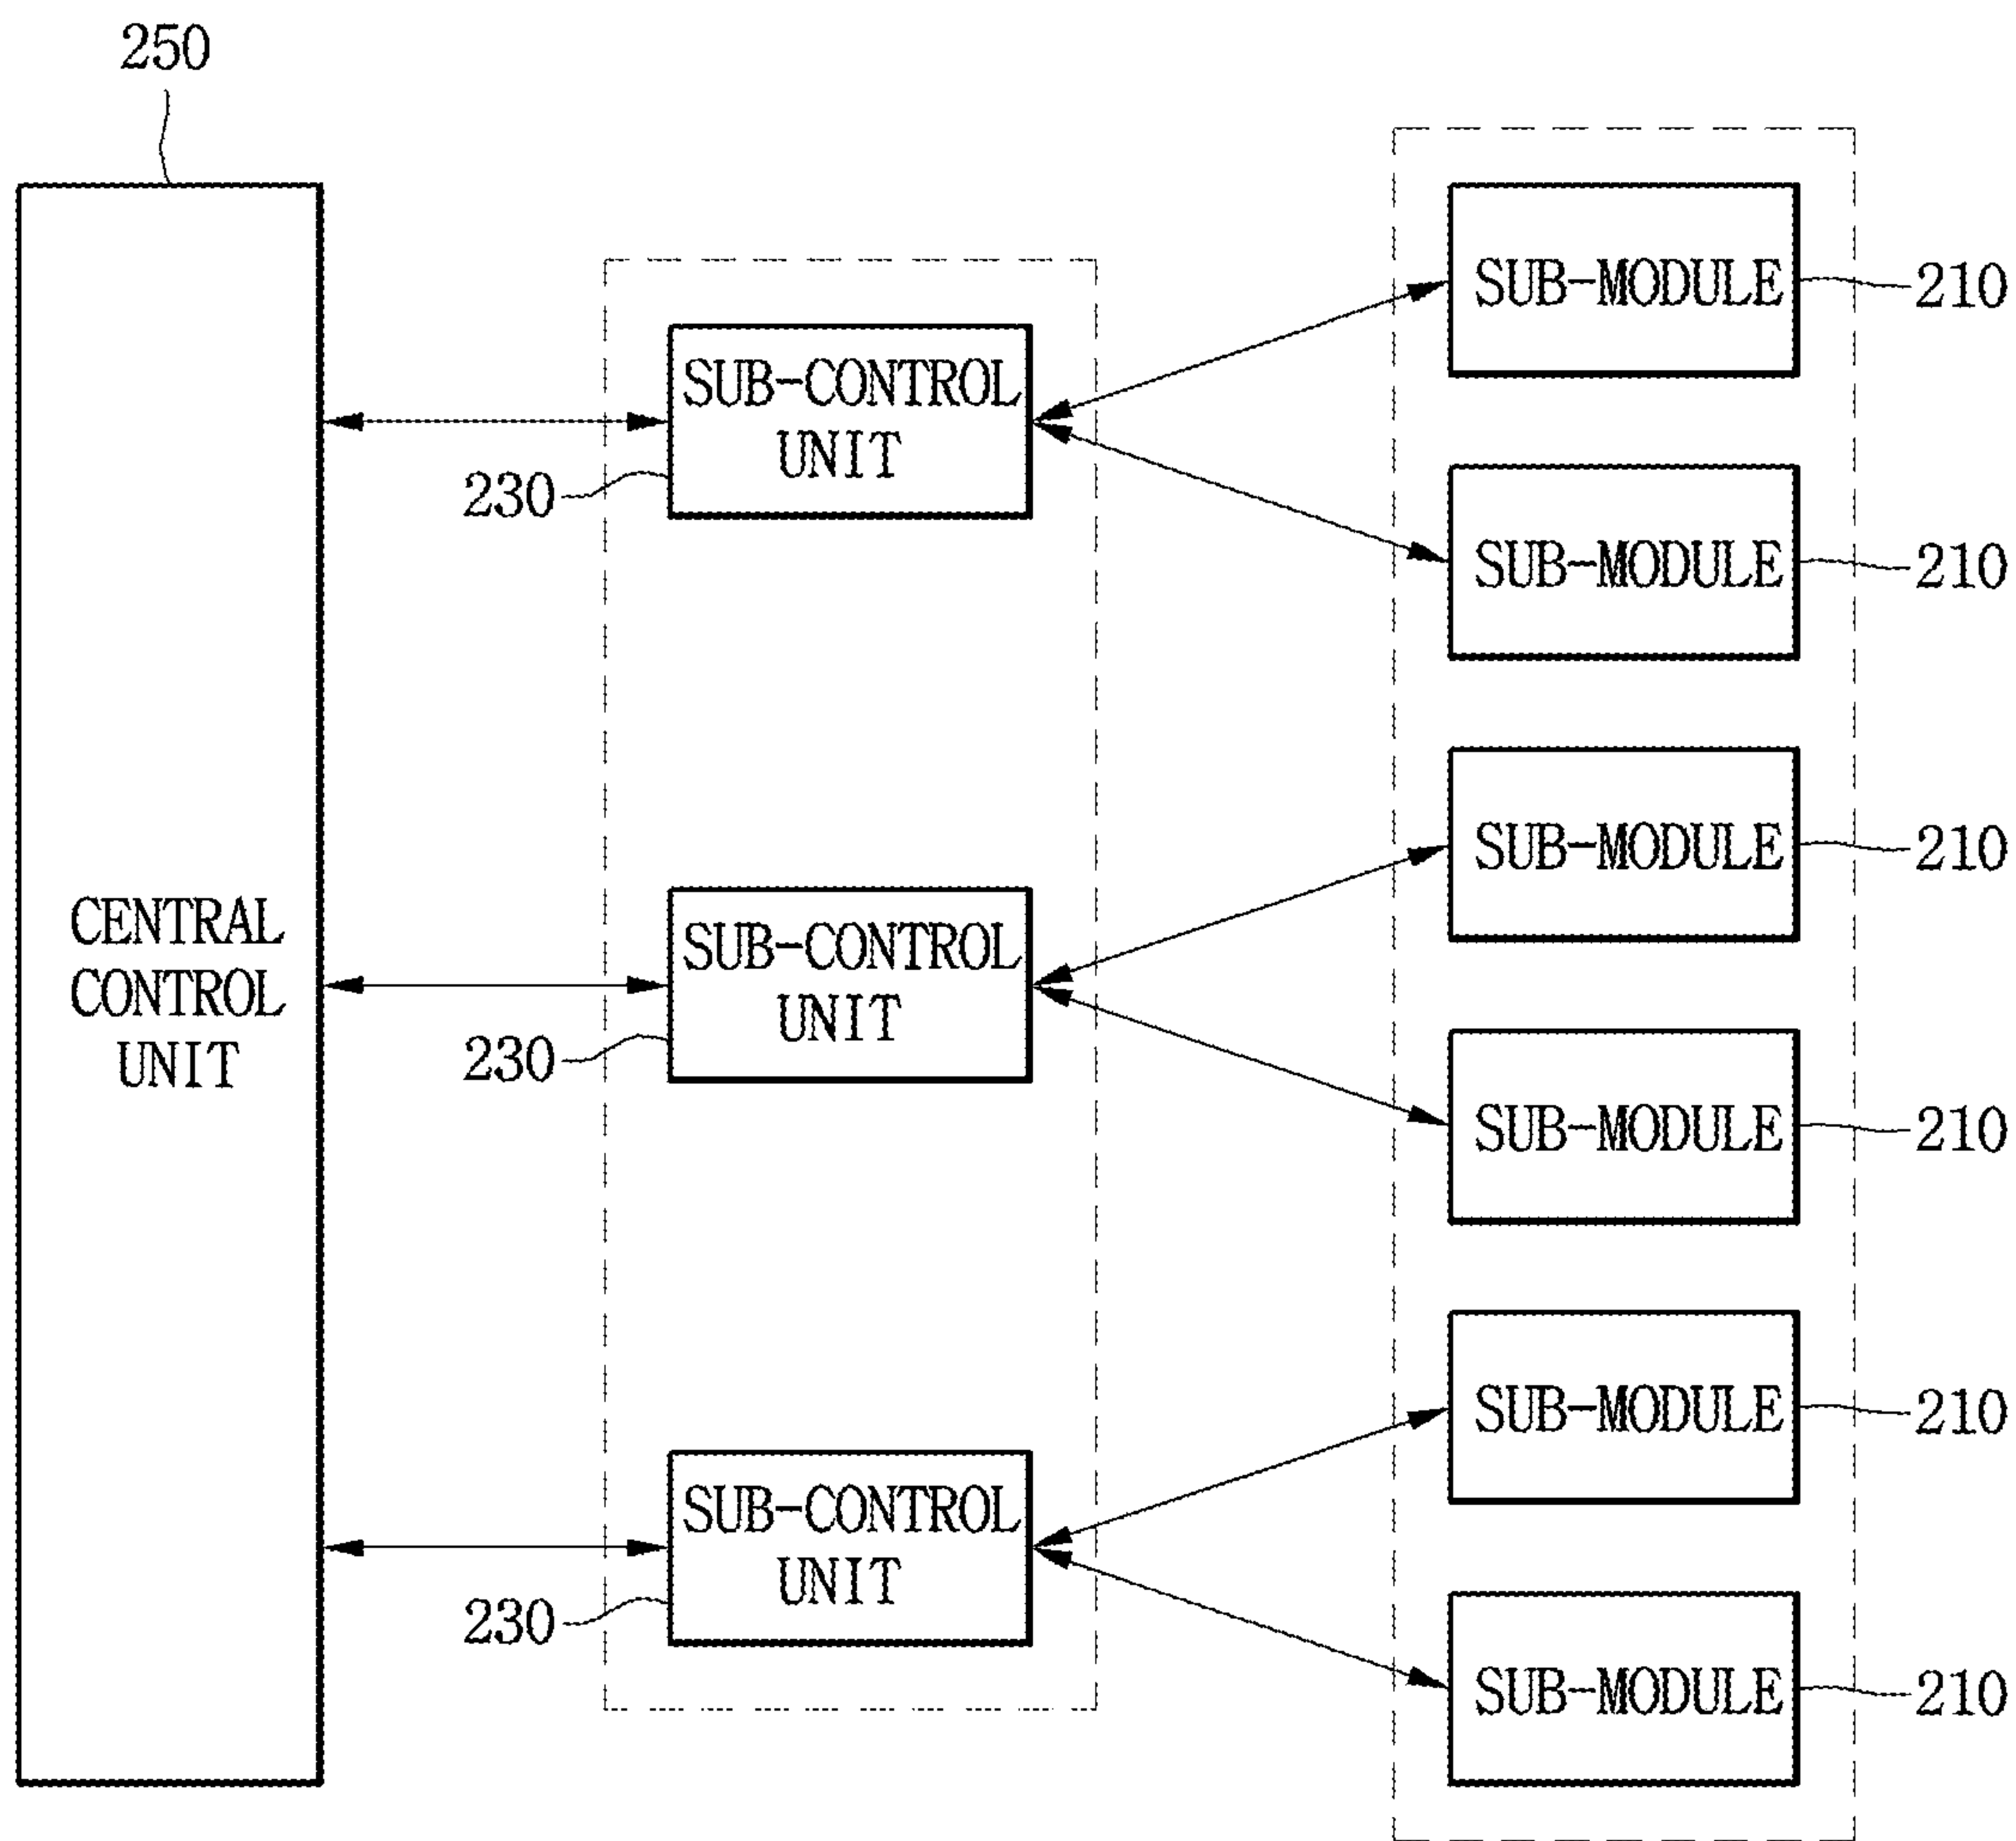 250
CENTRAL
CONTROL
UNIT
SUB-CONTROL
UNIT
230
SUB-CONTROL
UNIT
230
SUB-CONTROL
UNIT
230
SUB-MODULE
210
SUB-MODULE
210
SUB-MODULE
210
SUB-MODULE
210
SUB-MODULE
210
SUB-MODULE
210